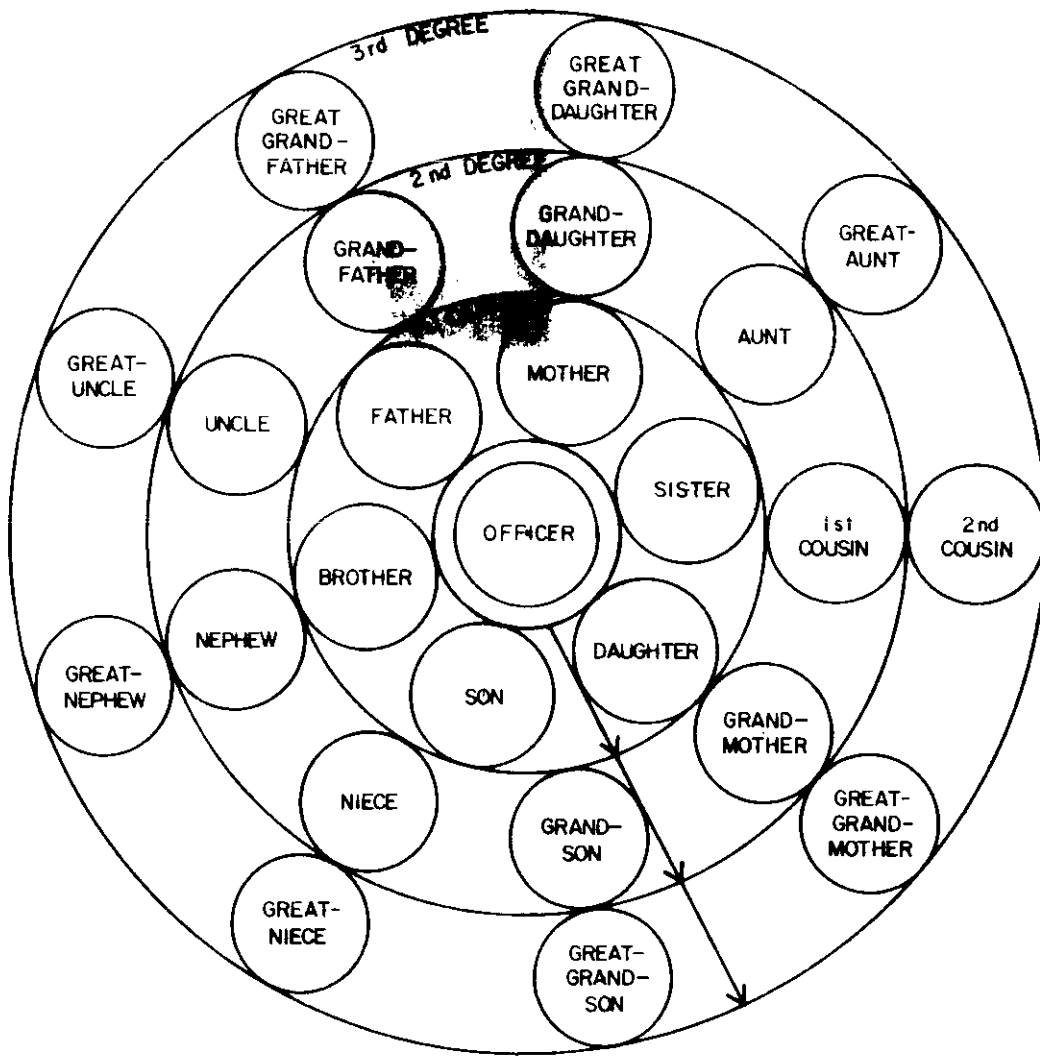 3rd DEGREE
GREAT
GRAND-
DAUGHTER
GREAT
GRAND-
FATHER
2nd DEGREE
GRAND-
DAUGHTER
GRAND-
FATHER
GREAT-
AUNT
AUNT
GREAT-
UNCLE
UNCLE
FATHER
MOTHER
SISTER
OFFICER
1st
COUSIN
2nd
COUSIN
BROTHER
NEPHEW
GREAT-
NEPHEW
SON
DAUGHTER
GRAND-
MOTHER
GREAT-
GRAND-
MOTHER
NIECE
GREAT-
NIECE
GRAND-
SON
GREAT-
GRAND-
SON